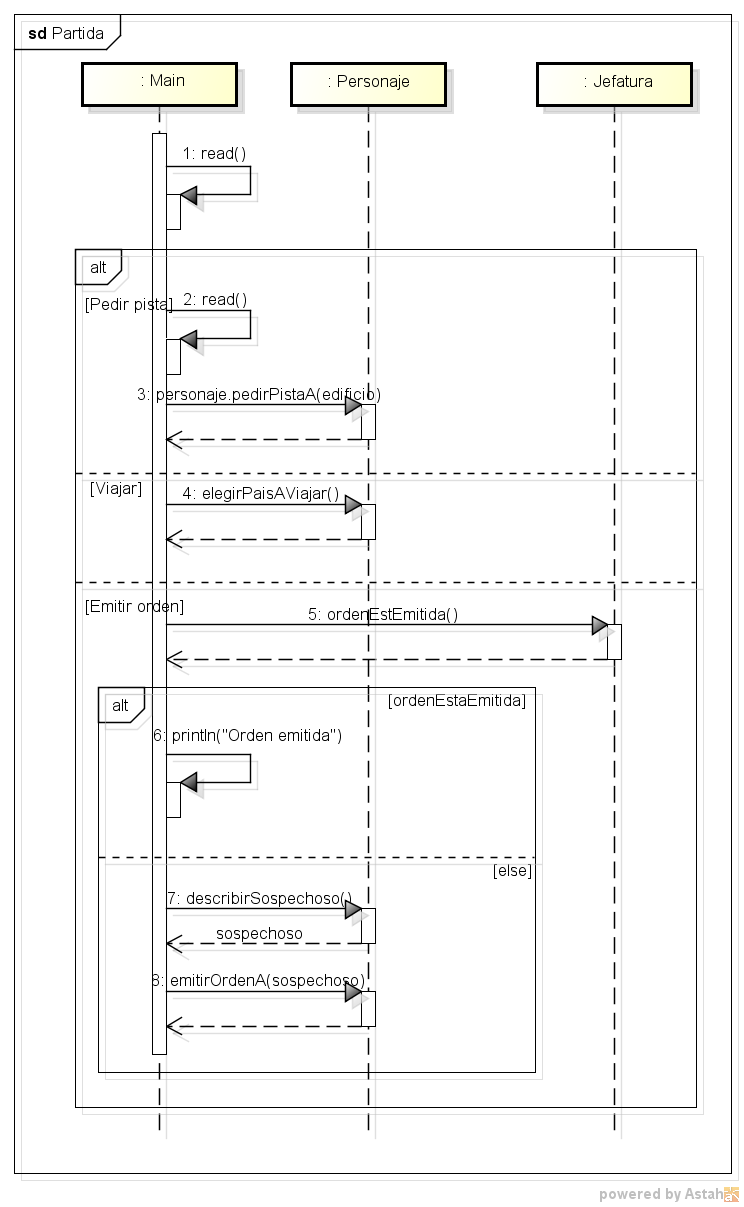 sd Partida
: Main
: Personaje
: Jefatura
1: read()
alt
[Pedir pista]
2: read()
3: personaje.pedirPistaA(edificio)
[Viajar]
4: elegirPaisAViajar()
[Emitir orden]
5: ordenEstEmitida()
alt
[ordenEstaEmitida]
6: println("Orden emitida")
[else]
7: describirSospechoso()
sospechoso
8: emitirOrdenA(sospechoso)
powered by Astah